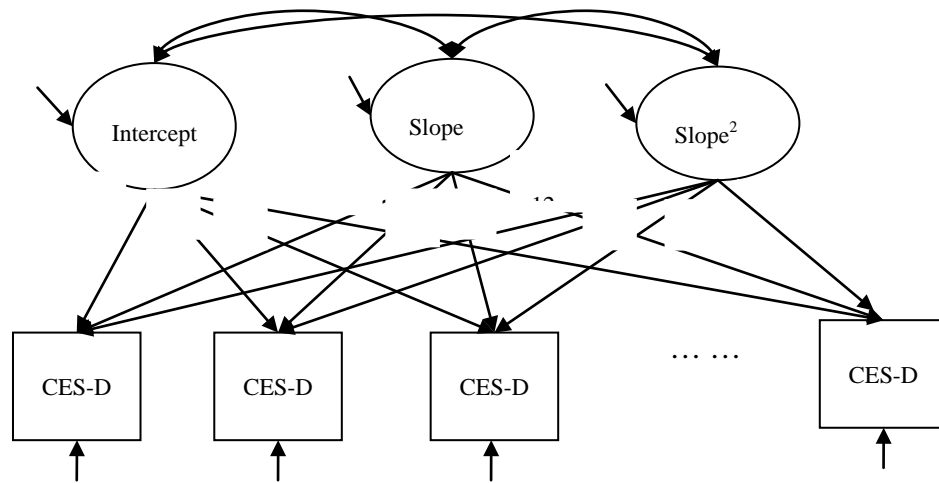 Intercept
Slope
Slope²
CES-D
CES-D
CES-D
… …
CES-D